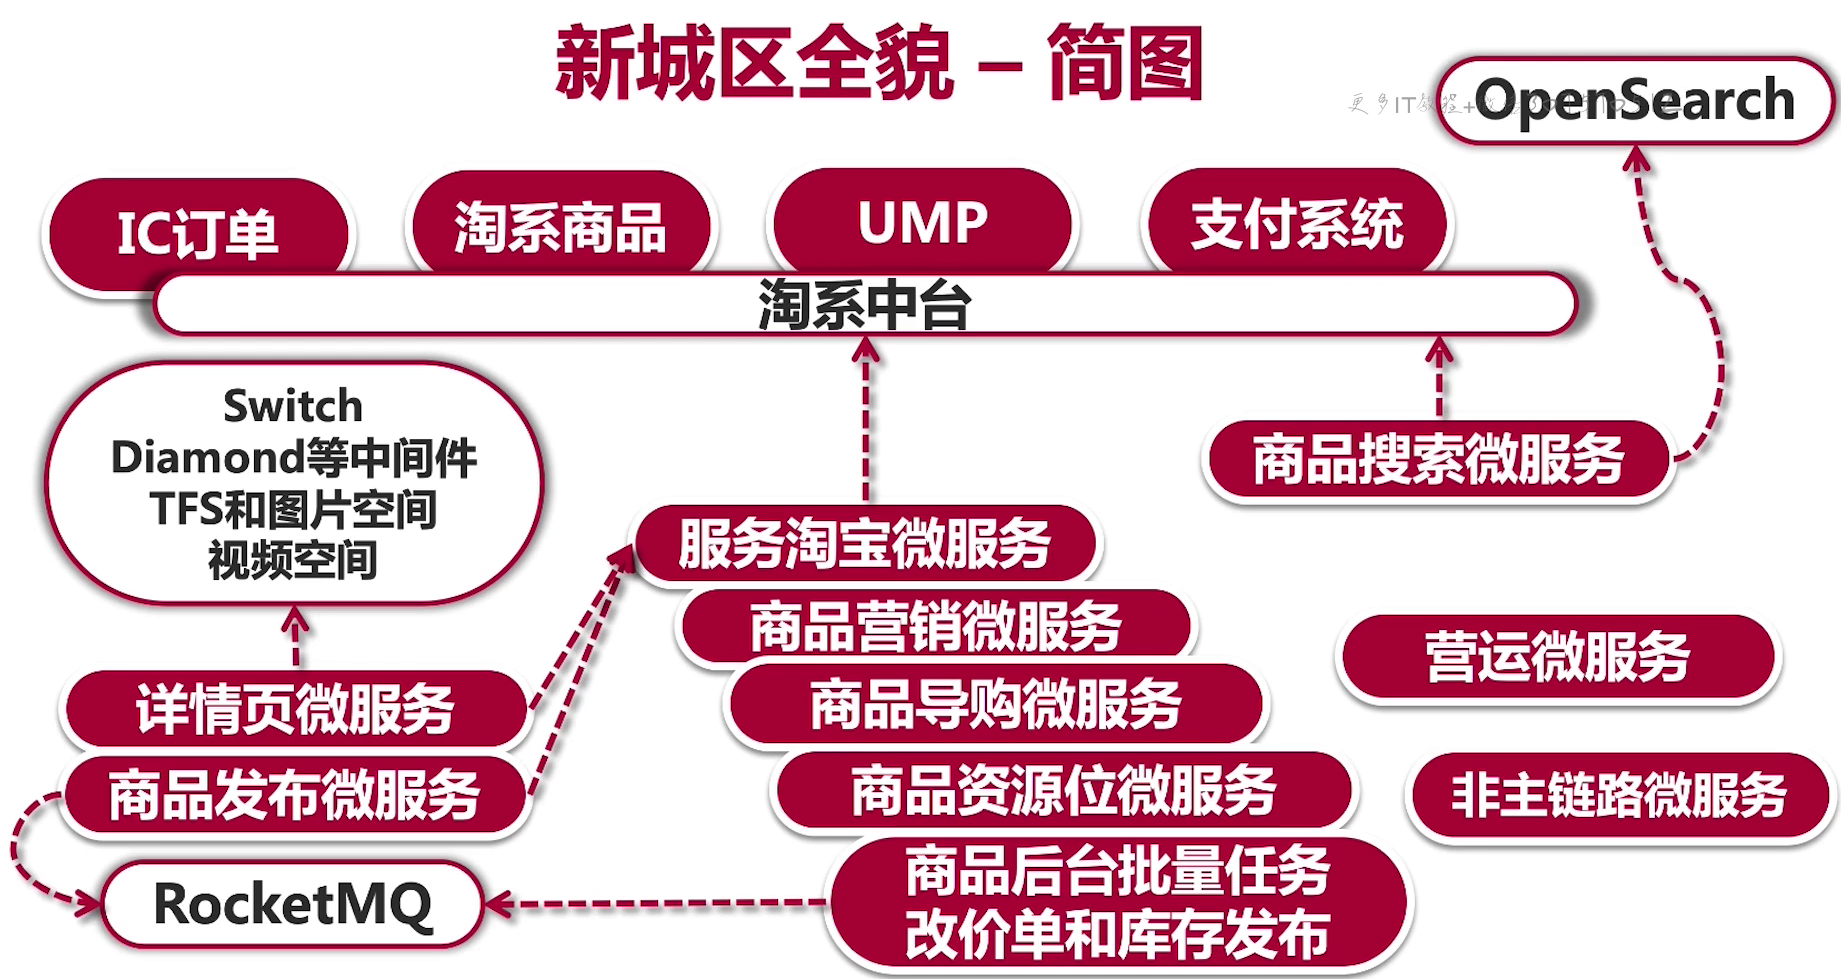 新城区全貌 – 简图
OpenSearch
更多IT教程+
IC订单
淘系商品
UMP
支付系统
淘系中台
Switch
Diamond等中间件
TFS和图片空间
视频空间
商品搜索微服务
服务淘宝微服务
商品营销微服务
营运微服务
详情页微服务
商品导购微服务
商品发布微服务
商品资源位微服务
非主链路微服务
RocketMQ
商品后台批量任务
改价单和库存发布